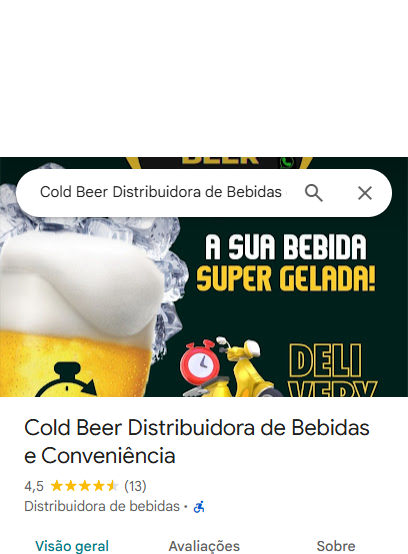 BEER
Cold Beer Distribuidora de Bebidas
A SUA BEBIDA
SUPER GELADA!
DELI
VERY
Cold Beer Distribuidora de Bebidas
e Conveniência
4,5 (13)
Distribuidora de bebidas ·
Visão geral Avaliações Sobre